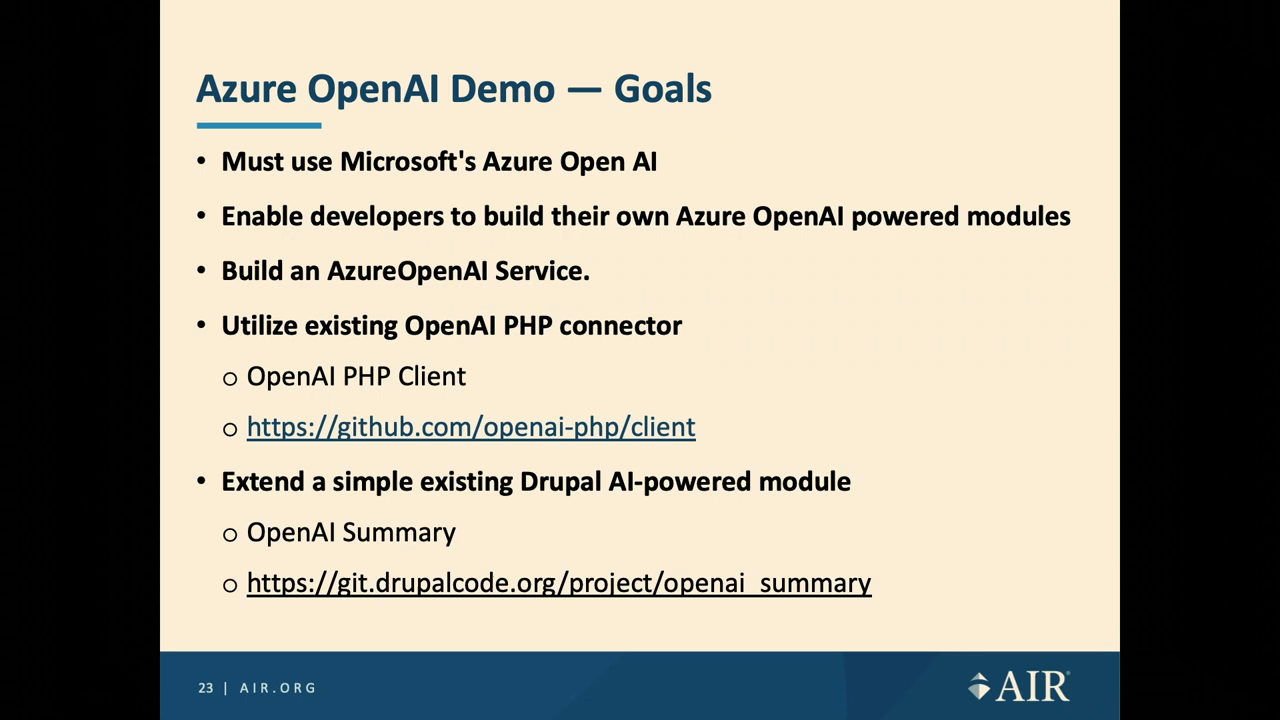 Azure OpenAI Demo — Goals
• Must use Microsoft's Azure Open AI
• Enable developers to build their own Azure OpenAI powered modules
• Build an AzureOpenAI Service.
• Utilize existing OpenAI PHP connector
o OpenAI PHP Client
o https://github.com/openai-php/client
• Extend a simple existing Drupal AI-powered module
o OpenAI Summary
o https://git.drupalcode.org/project/openai_summary
23 | AIR.ORG
AIR®